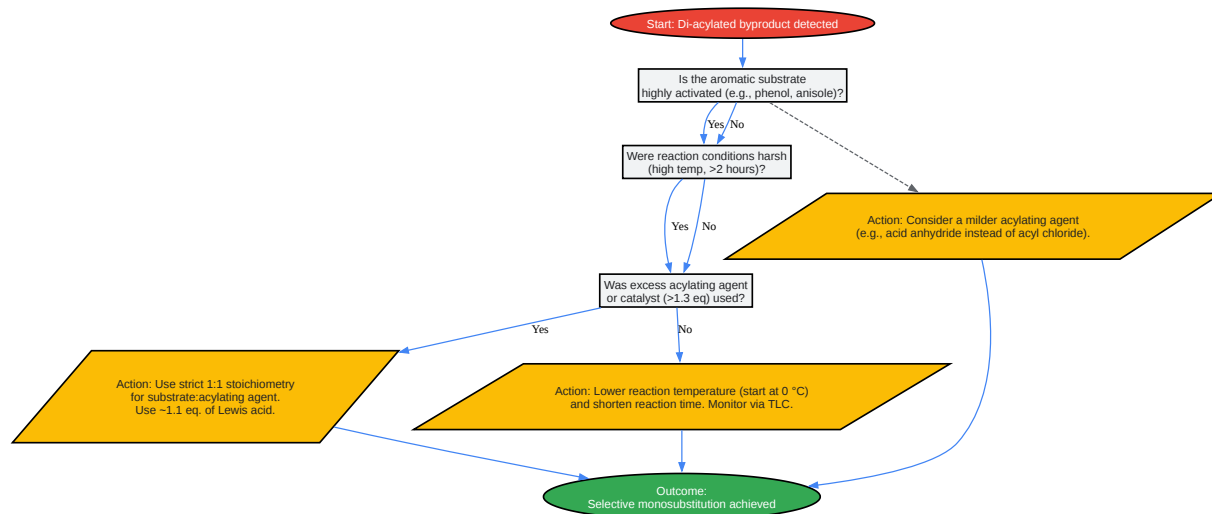 Start: Di-acylated byproduct detected
Is the aromatic substrate
highly activated (e.g., phenol, anisole)?
Yes
No
Were reaction conditions harsh
(high temp, >2 hours)?
Action: Consider a milder acylating agent
(e.g., acid anhydride instead of acyl chloride).
Yes
No
Was excess acylating agent
or catalyst (>1.3 eq) used?
Yes
No
Action: Use strict 1:1 stoichiometry
for substrate:acylating agent.
Use ~1.1 eq. of Lewis acid.
Action: Lower reaction temperature (start at 0 °C)
and shorten reaction time. Monitor via TLC.
Outcome:
Selective monosubstitution achieved